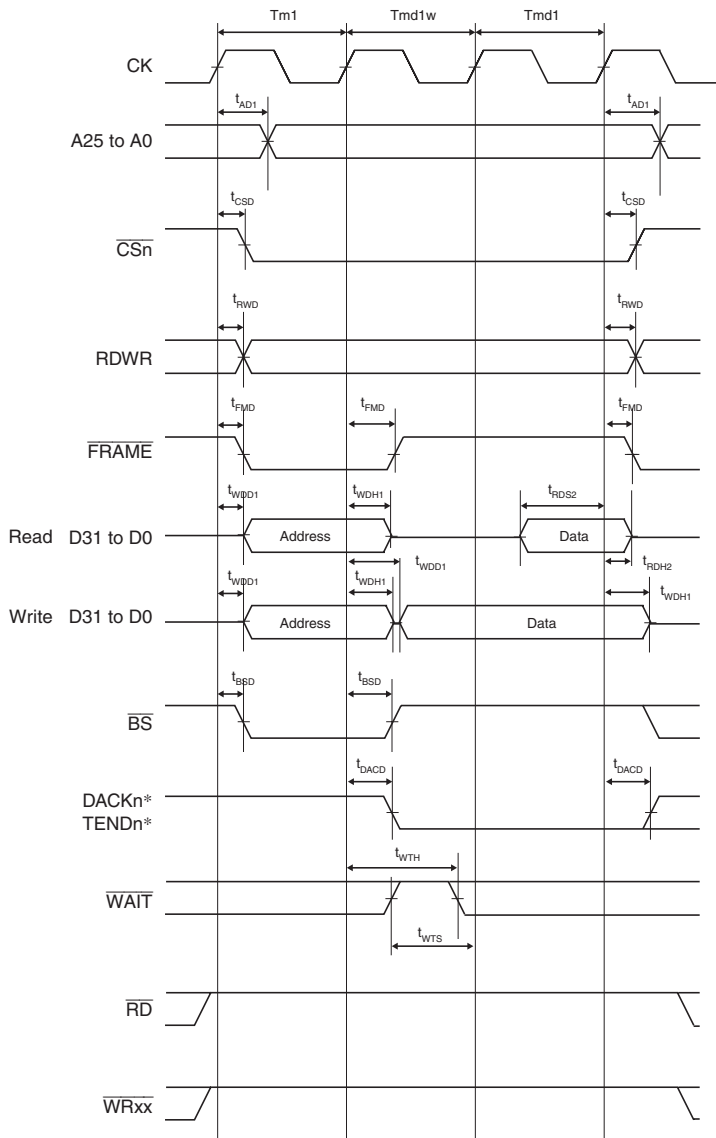 Tm1 Tmd1w Tmd1
CK
tAD1 tAD1
A25 to A0
tCSD tCSD
CSn
tRWD tRWD
RDWR
tFMD tFMD tFMD
FRAME
tWDD1 tWDH1 tRDS2
Read D31 to D0 Address Data
tWDD1 tRDH2
tWDD1 tWDH1 tWDH1
Write D31 to D0 Address Data
tBSD tBSD
BS
tDACD tDACD
DACKn*
TENDn*
tWTH
WAIT
tWTS
RD
WRxx